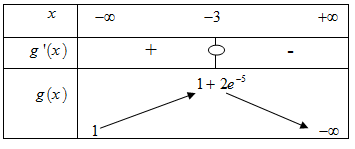 x −∞ −3 +∞
g '(x) + -
g(x) 1 + 2e⁻⁵
1 −∞